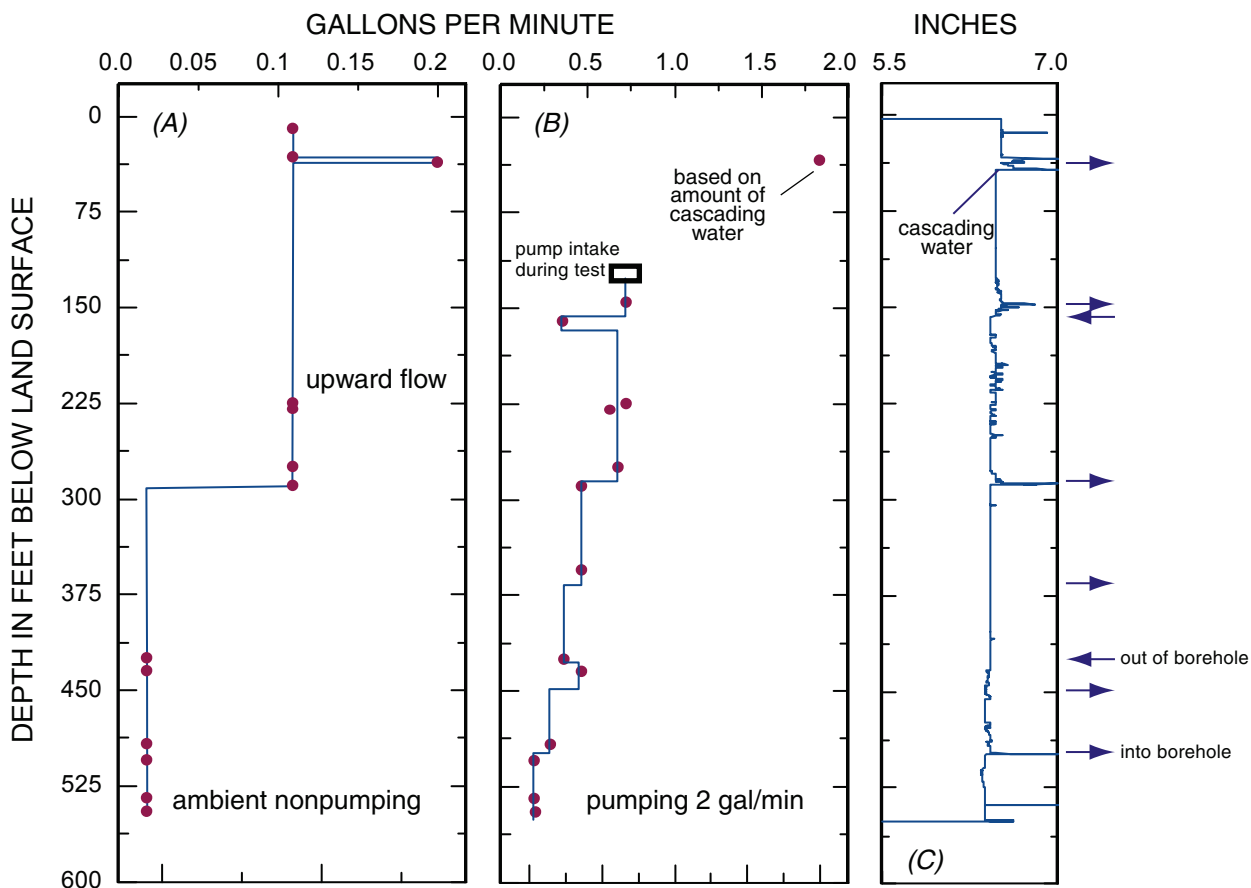 GALLONS PER MINUTE
INCHES
0.0 0.05 0.11 0.15 0.2
0.0 0.5 1.0 1.5 2.0
5.5 7.0
DEPTH IN FEET BELOW LAND SURFACE
0
75
150
225
300
375
450
525
600
(A)
upward flow
ambient nonpumping
(B)
based on
amount of
cascading
water
pump intake
during test
pumping 2 gal/min
cascading
water
(C)
out of borehole
into borehole